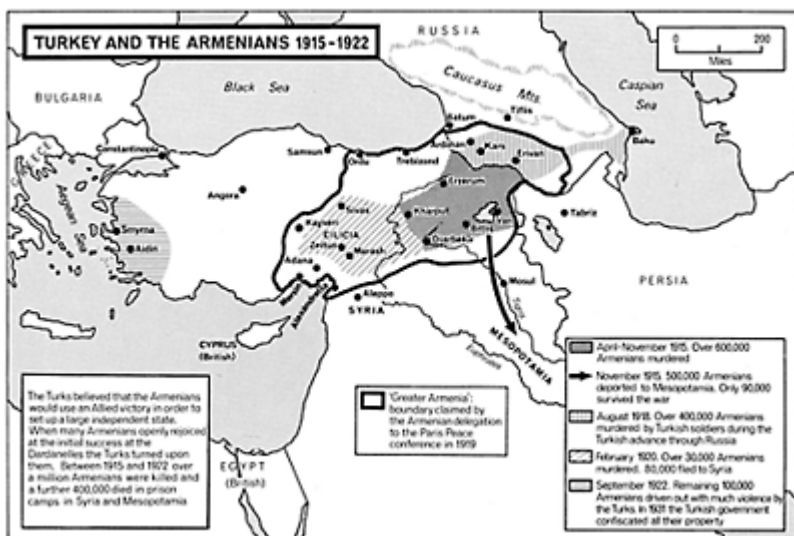 TURKEY AND THE ARMENIANS 1915-1922
RUSSIA
0 200
Miles
Black Sea
Caucasus Mts.
Caspian
Sea
BULGARIA
Tiflis
Batum
Constantinople
Samsun
Ordu
Trebizond
Ardahan
Kars
Erivan
Baku
GREECE
Aegean Sea
Angora
Erzerum
Sivas
Kharput
Van
Bitlis
Tabriz
Smyrna
Aidin
Kayseri
CILICIA
Zeitun
Marash
Diarbekr
Adana
Mersin
Alexandretta
Mosul
Tigris
PERSIA
Aleppo
SYRIA
MESOPOTAMIA
Euphrates
CYPRUS
(British)
EGYPT
(British)
The Turks believed that the Armenians
would use an Allied victory in order to
set up a large independent state.
When many Armenians openly rejoiced
at the initial success at the
Dardanelles the Turks turned upon
them. Between 1915 and 1922 over
a million Armenians were killed and
a further 400,000 died in prison
camps in Syria and Mesopotamia
'Greater Armenia':
boundary claimed by
the Armenian delegation
to the Paris Peace
conference in 1919
April-November 1915. Over 600,000
Armenians murdered
November 1915. 500,000 Armenians
deported to Mesopotamia. Only 90,000
survived the war
August 1918. Over 400,000 Armenians
murdered by Turkish soldiers during the
Turkish advance through Russia
February 1920. Over 30,000 Armenians
murdered. 80,000 fled to Syria
September 1922. Remaining 100,000
Armenians driven out with much violence by
the Turks. In 1931 the Turkish government
confiscated all their property